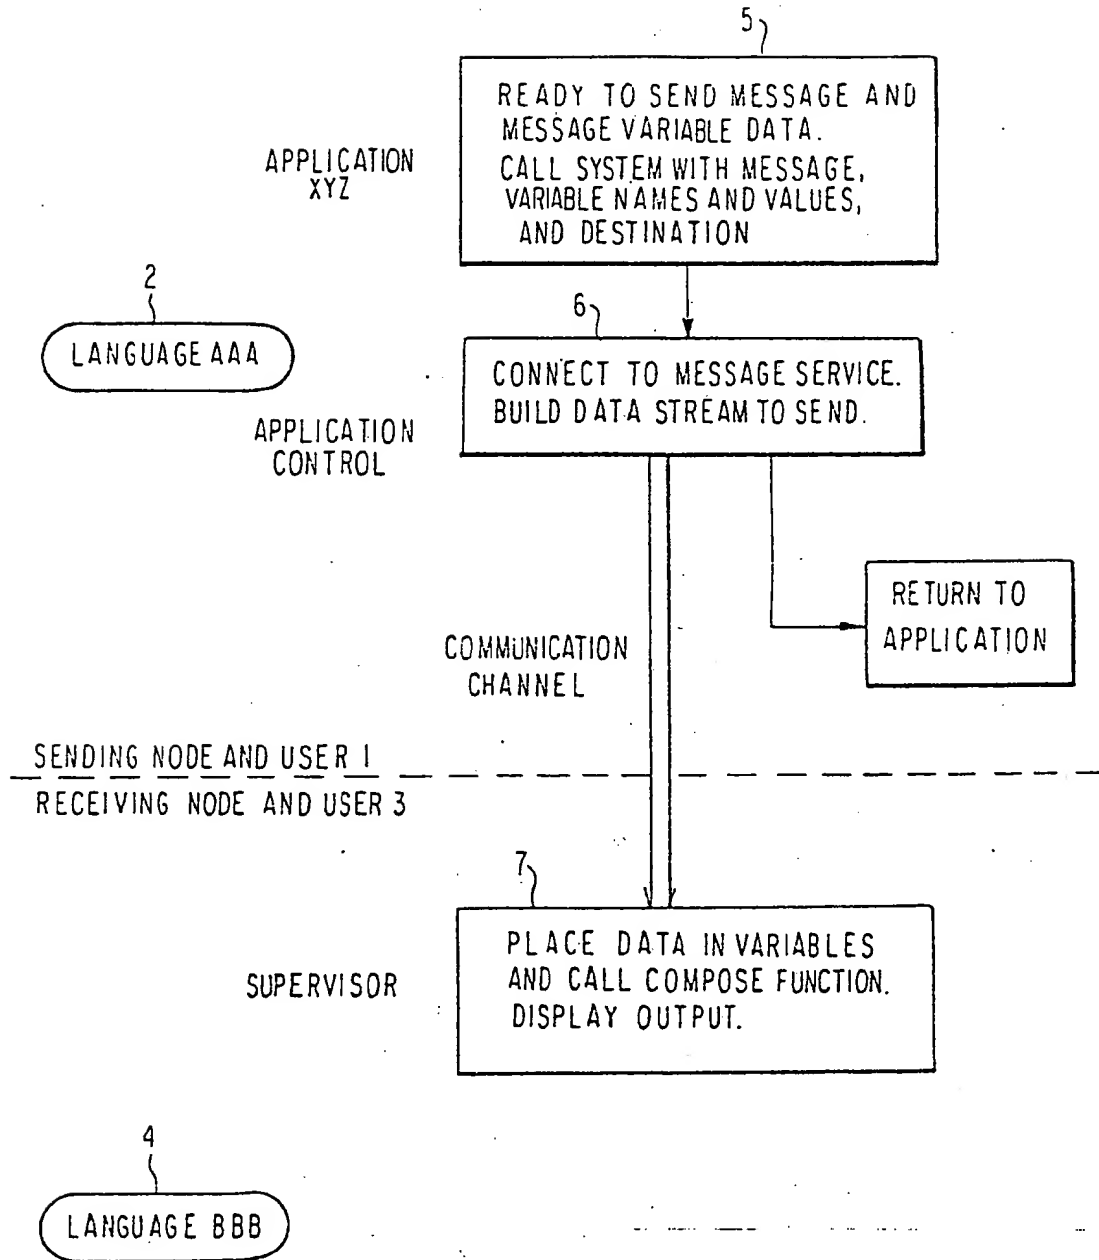 5
READY TO SEND MESSAGE AND
MESSAGE VARIABLE DATA.
CALL SYSTEM WITH MESSAGE,
VARIABLE NAMES AND VALUES,
AND DESTINATION
APPLICATION
XYZ
2
LANGUAGE AAA
6
CONNECT TO MESSAGE SERVICE.
BUILD DATA STREAM TO SEND.
APPLICATION
CONTROL
RETURN TO
APPLICATION
COMMUNICATION
CHANNEL
SENDING NODE AND USER 1
RECEIVING NODE AND USER 3
7
PLACE DATA IN VARIABLES
AND CALL COMPOSE FUNCTION.
DISPLAY OUTPUT.
SUPERVISOR
4
LANGUAGE BBB